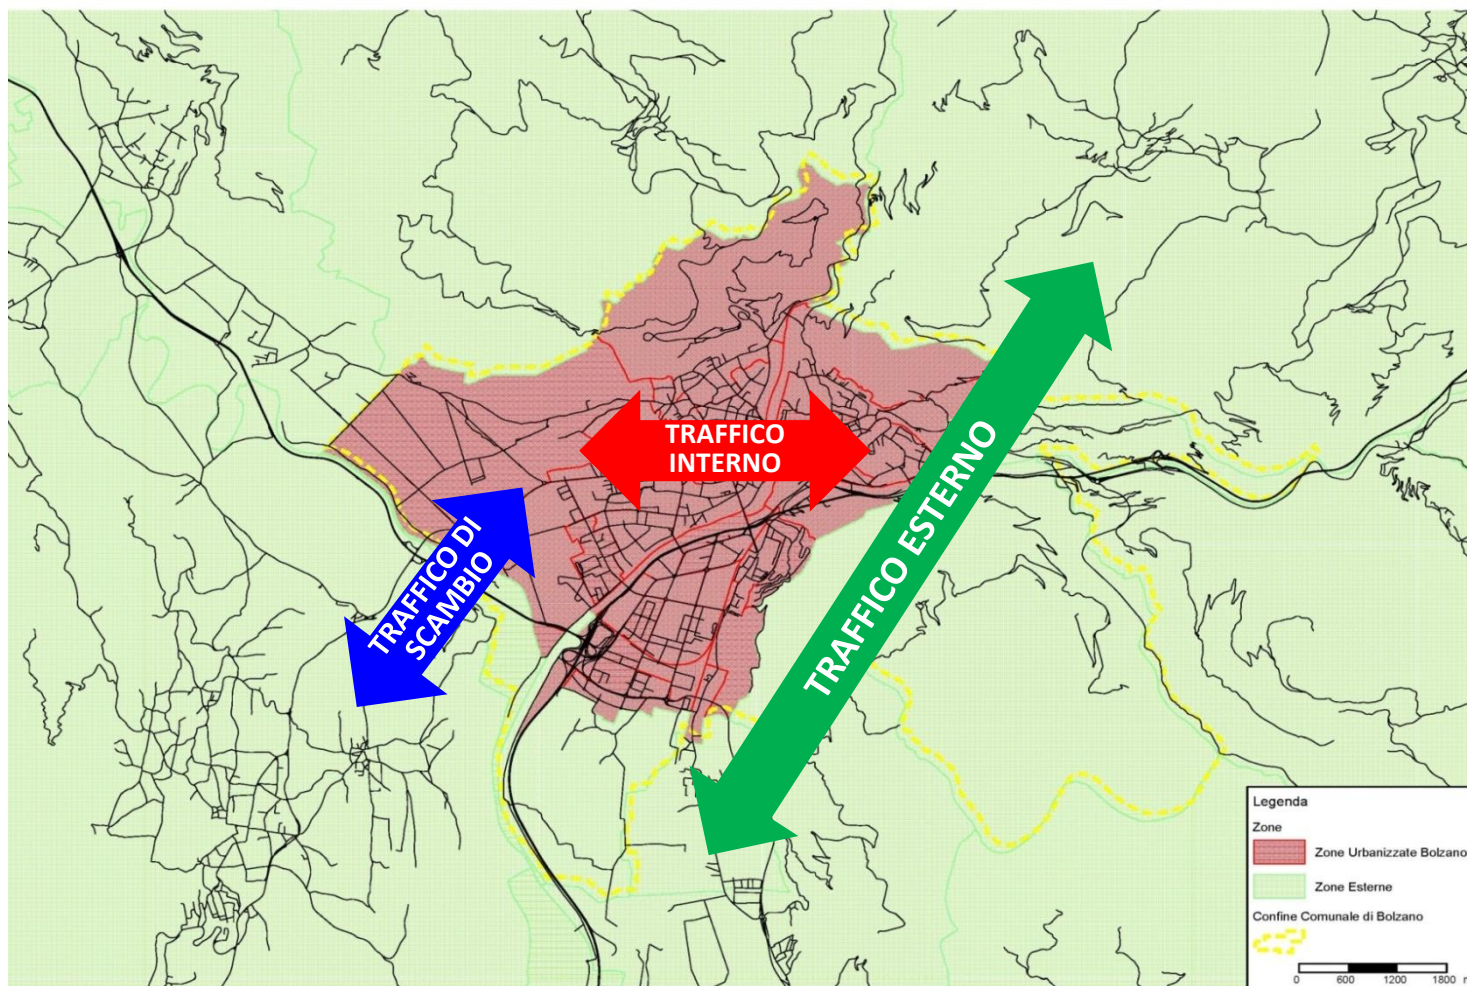 TRAFFICO
INTERNO
TRAFFICO DI
SCAMBIO
TRAFFICO ESTERNO
Legenda
Zone
Zone Urbanizzate Bolzano
Zone Esterne
Confine Comunale di Bolzano
0 600 1200 1800